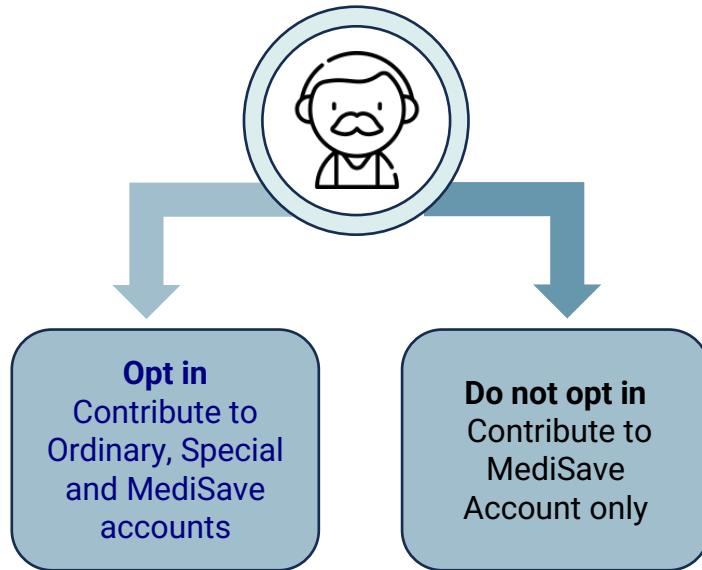 Opt in
Contribute to
Ordinary, Special
and MediSave
accounts
Do not opt in
Contribute to
MediSave
Account only